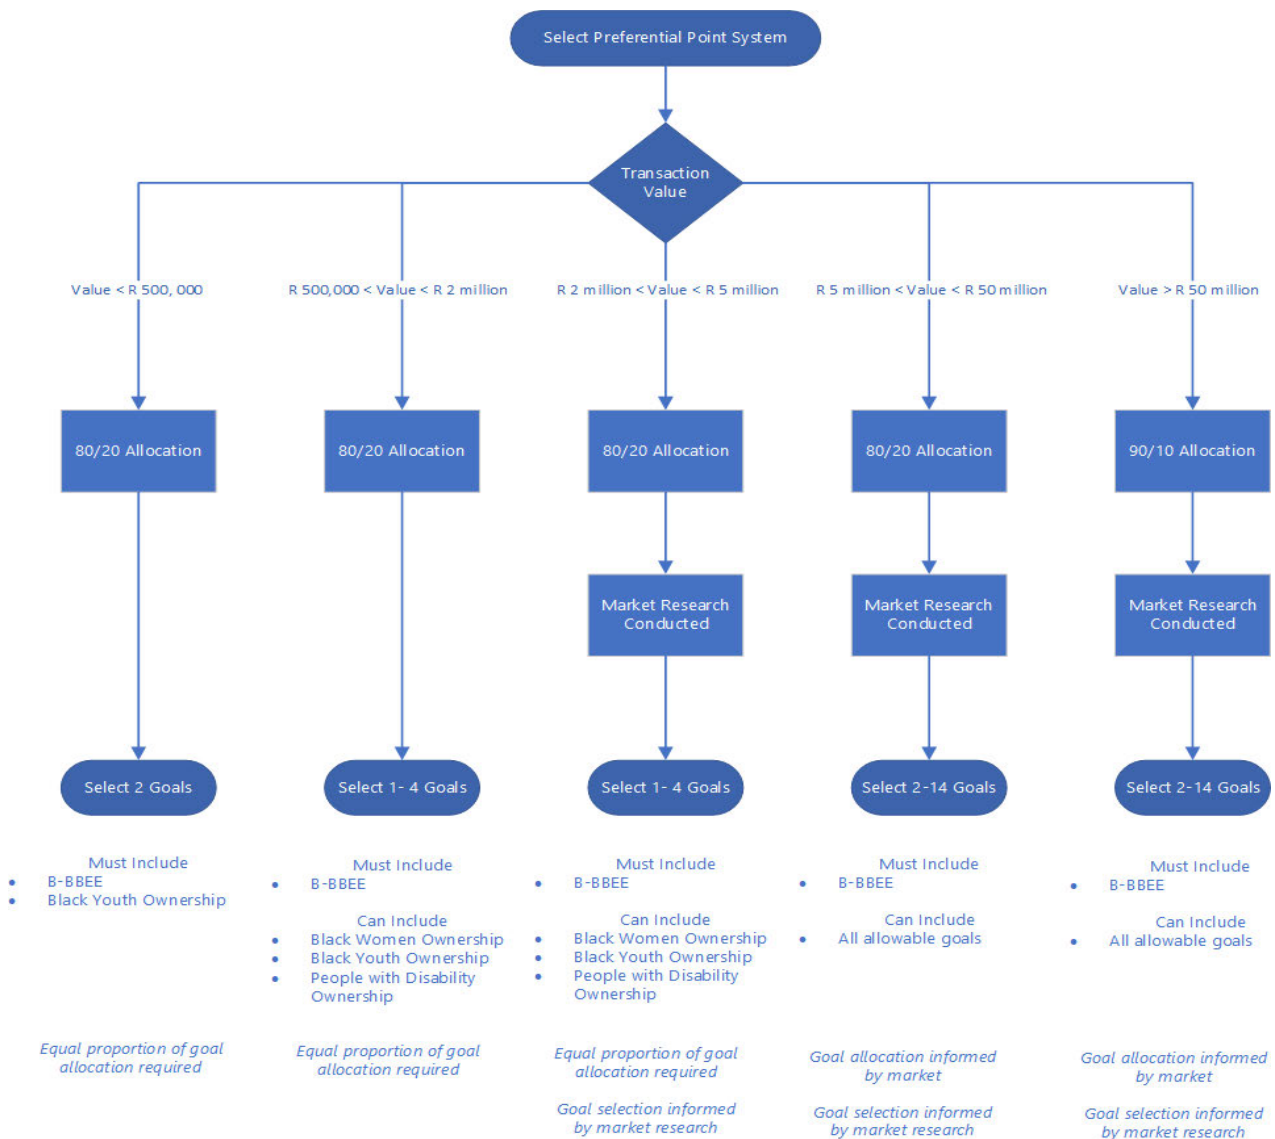 Select Preferential Point System
Transaction
Value
Value < R 500, 000
R 500,000 < Value < R 2 million
R 2 million < Value < R 5 million
R 5 million < Value < R 50 million
Value > R 50 million
80/20 Allocation
80/20 Allocation
80/20 Allocation
80/20 Allocation
90/10 Allocation
Market Research
Conducted
Market Research
Conducted
Market Research
Conducted
Select 2 Goals
Select 1- 4 Goals
Select 1- 4 Goals
Select 2-14 Goals
Select 2-14 Goals
Must Include
• B-BBEE
• Black Youth Ownership
Equal proportion of goal
allocation required
Must Include
• B-BBEE
Can Include
• Black Women Ownership
• Black Youth Ownership
• People with Disability
Ownership
Equal proportion of goal
allocation required
Must Include
• B-BBEE
Can Include
• Black Women Ownership
• Black Youth Ownership
• People with Disability
Ownership
Equal proportion of goal
allocation required
Goal selection informed
by market research
Must Include
• B-BBEE
Can Include
• All allowable goals
Goal allocation informed
by market
Goal selection informed
by market research
Must Include
• B-BBEE
Can Include
• All allowable goals
Goal allocation informed
by market
Goal selection informed
by market research